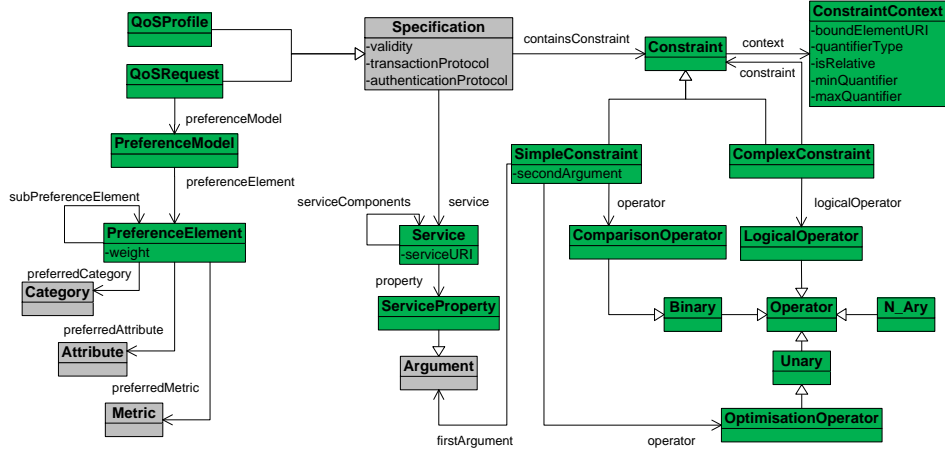 QoSProfile
Specification
-validity
-transactionProtocol
-authenticationProtocol
containsConstraint
Constraint
context
constraint
ConstraintContext
-boundElementURI
-quantifierType
-isRelative
-minQuantifier
-maxQuantifier
QoSRequest
preferenceModel
PreferenceModel
preferenceElement
SimpleConstraint
-secondArgument
ComplexConstraint
subPreferenceElement
serviceComponents
service
operator
logicalOperator
PreferenceElement
-weight
Service
-serviceURI
ComparisonOperator
LogicalOperator
preferredCategory
Category
property
ServiceProperty
Binary
Operator
N_Ary
preferredAttribute
Attribute
Argument
Unary
preferredMetric
Metric
firstArgument
operator
OptimisationOperator